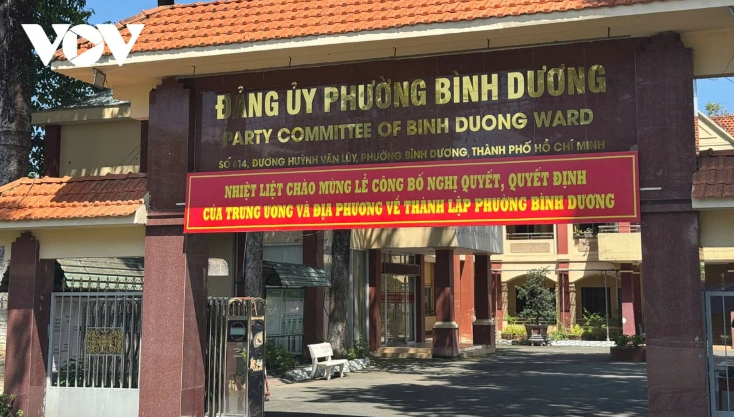 VOV
ĐẢNG ỦY PHƯỜNG BÌNH DƯƠNG
PARTY COMMITTEE OF BINH DUONG WARD
SỐ 614, ĐƯỜNG HUỲNH VĂN LŨY, PHƯỜNG BÌNH DƯƠNG, THÀNH PHỐ HỒ CHÍ MINH
NHIỆT LIỆT CHÀO MỪNG LỄ CÔNG BỐ NGHỊ QUYẾT, QUYẾT ĐỊNH
CỦA TRUNG ƯƠNG VÀ ĐỊA PHƯƠNG VỀ THÀNH LẬP PHƯỜNG BÌNH DƯƠNG